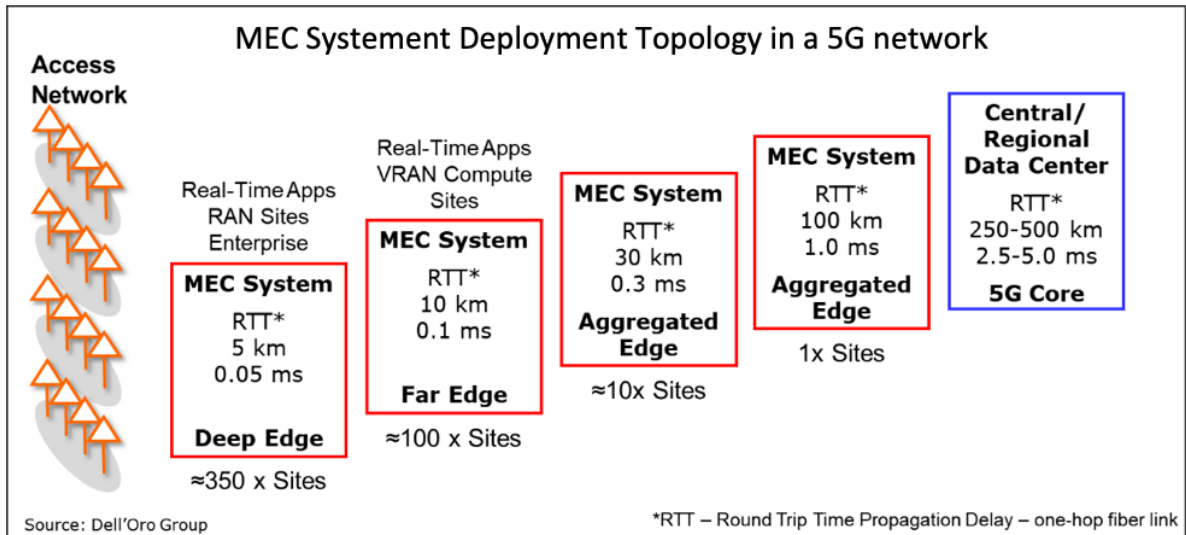 MEC Systement Deployment Topology in a 5G network
Access
Network
Real-Time Apps
RAN Sites
Enterprise
MEC System
RTT*
5 km
0.05 ms
Deep Edge
≈350 x Sites
Real-Time Apps
VRAN Compute
Sites
MEC System
RTT*
10 km
0.1 ms
Far Edge
≈100 x Sites
MEC System
RTT*
30 km
0.3 ms
Aggregated
Edge
≈10x Sites
MEC System
RTT*
100 km
1.0 ms
Aggregated
Edge
1x Sites
Central/
Regional
Data Center
RTT*
250-500 km
2.5-5.0 ms
5G Core
Source: Dell'Oro Group
*RTT – Round Trip Time Propagation Delay – one-hop fiber link